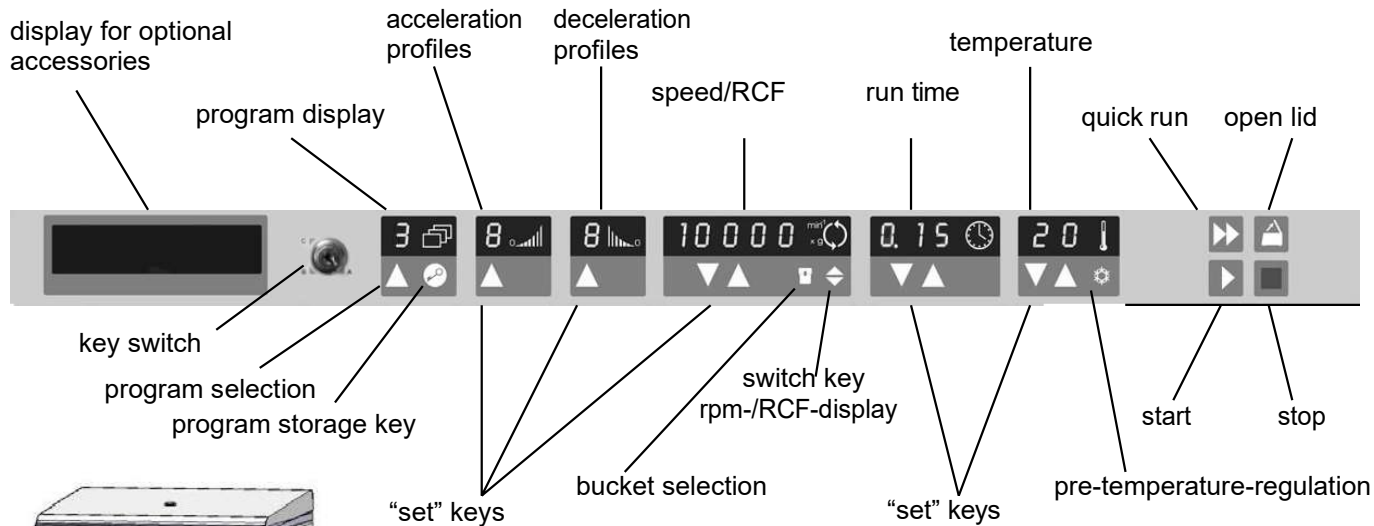 display for optional
accessories
acceleration
profiles
deceleration
profiles
temperature
program display
speed/RCF
run time
quick run
open lid
3
8
8
10000
min¹
x g
0.15
20
key switch
program selection
program storage key
switch key
rpm-/RCF-display
start
stop
"set" keys
bucket selection
"set" keys
pre-temperature-regulation